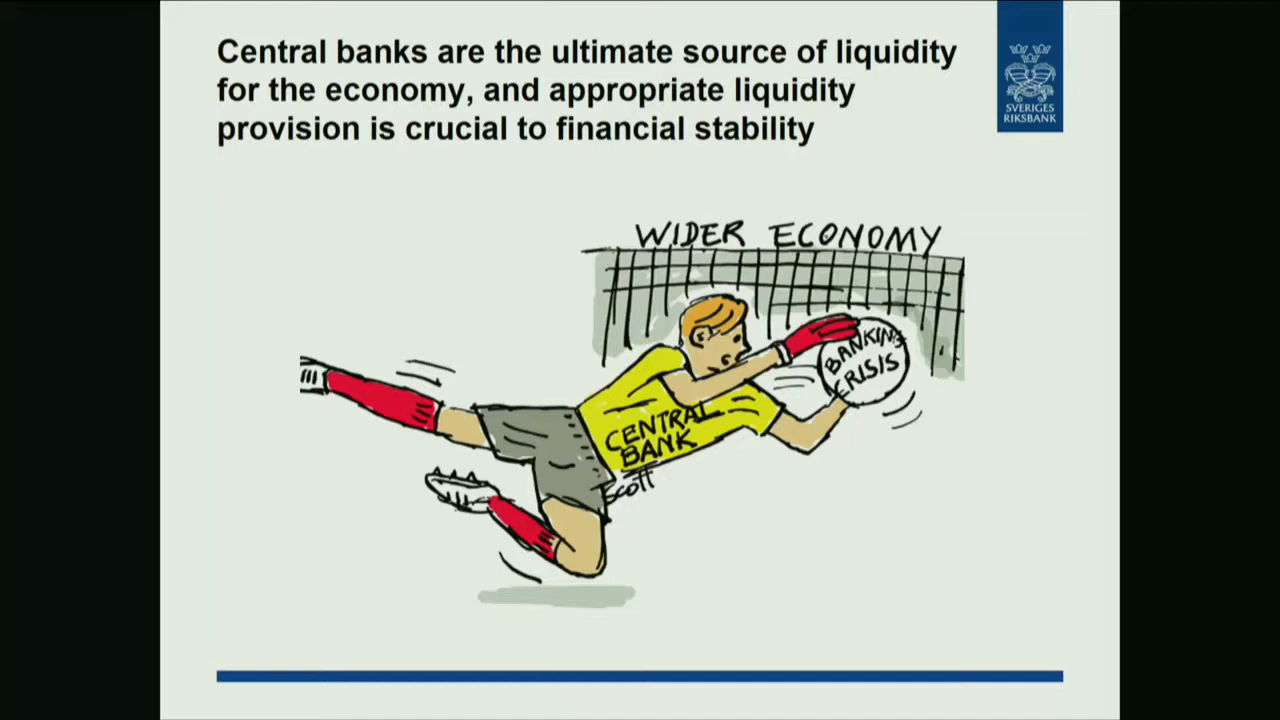 Central banks are the ultimate source of liquidity
for the economy, and appropriate liquidity
provision is crucial to financial stability
SVERIGES
RIKSBANK
WIDER ECONOMY
BANKING
CRISIS
CENTRAL
BANK
Scott